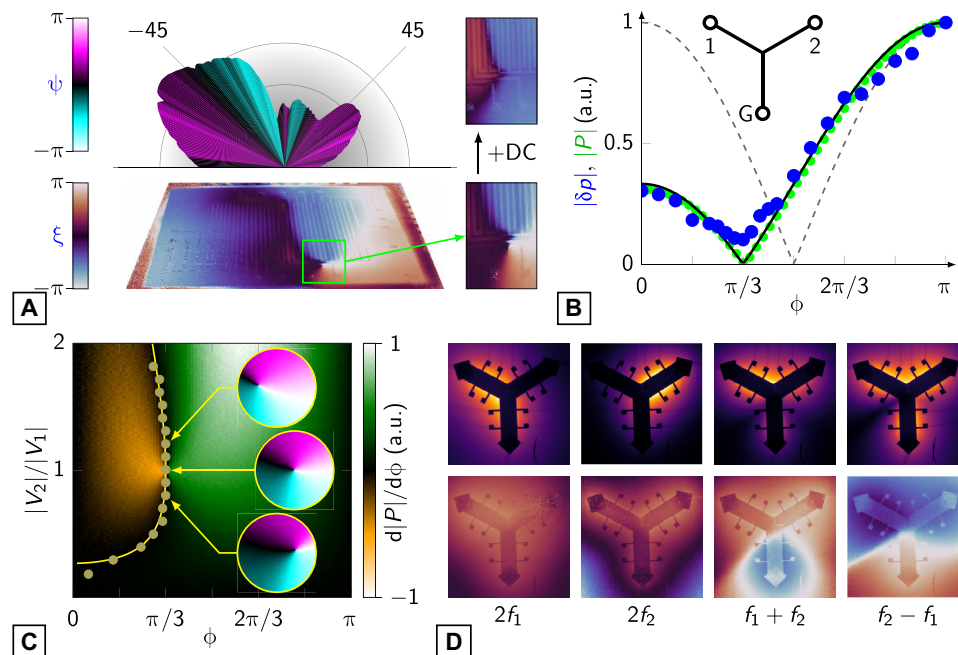 π
ψ
−π
−45
45
π
ξ
−π
+DC
A
|δp|, |P| (a.u.)
1
0.5
0
1
2
G
0
π/3
2π/3
π
ϕ
B
|V₂|/|V₁|
2
1
0
π/3
2π/3
π
ϕ
1
−1
d|P|/dϕ (a.u.)
C
2f₁
2f₂
f₁ + f₂
f₂ − f₁
D